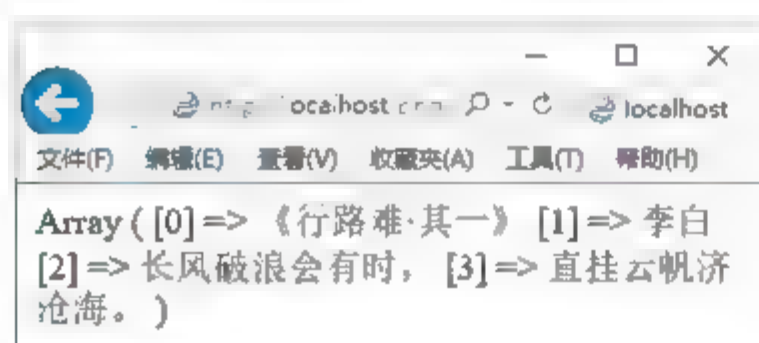 localhost
文件(F) 编辑(E) 查看(V) 收藏夹(A) 工具(T) 帮助(H)
Array ( [0] => 《行路难·其一》 [1] => 李白
[2] => 长风破浪会有时， [3] => 直挂云帆济
沧海。 )